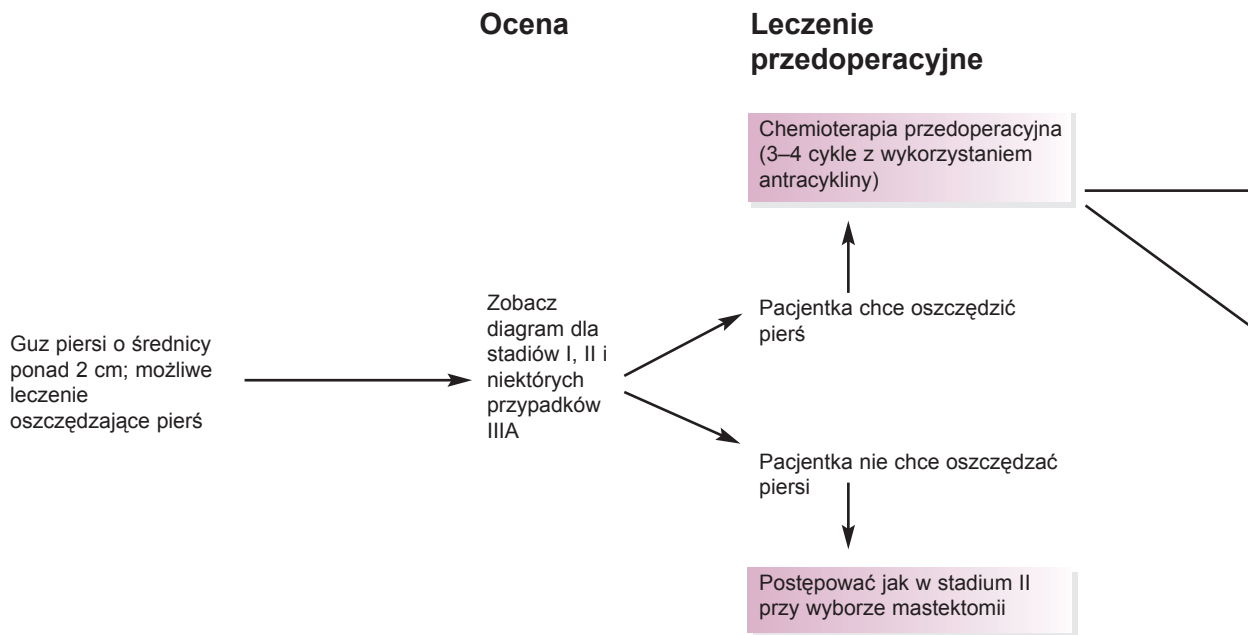 Ocena
Leczenie
przedoperacyjne
Chemioterapia przedoperacyjna
(3–4 cykle z wykorzystaniem
antracykliny)
Guz piersi o średnicy
ponad 2 cm; możliwe
leczenie
oszczędzające pierś
Zobacz
diagram dla
stadiów I, II i
niektórych
przypadków
IIIA
Pacjentka chce oszczędzić
pierś
Pacjentka nie chce oszczędzać
piersi
Postępować jak w stadium II
przy wyborze mastektomii